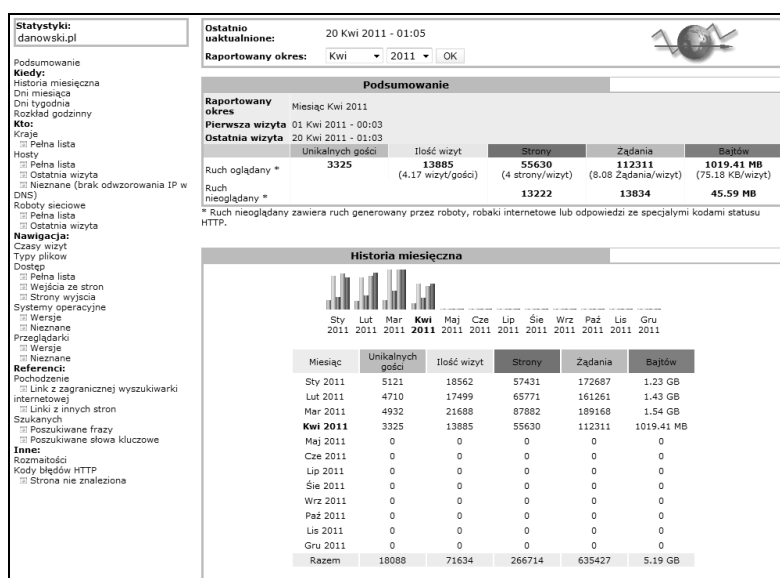 Statystyki:
danowski.pl
Podsumowanie
Kiedy:
Historia miesięczna
Dni miesiąca
Dni tygodnia
Rozkład godzinny
Kto:
Kraje
Pełna lista
Hosty
Pełna lista
Ostatnia wizyta
Nieznane (brak odwzorowania IP w
DNS)
Roboty sieciowe
Pełna lista
Ostatnia wizyta
Nawigacja:
Czasy wizyt
Typy plikow
Dostęp
Pełna lista
Wejścia ze stron
Strony wyjscia
Systemy operacyjne
Wersje
Nieznane
Przeglądarki
Wersje
Nieznane
Referenci:
Pochodzenie
Link z zagranicznej wyszukiwarki
internetowej
Linki z innych stron
Szukanych
Poszukiwane frazy
Poszukiwane słowa kluczowe
Inne:
Rozmaitości
Kody błędów HTTP
Strona nie znaleziona
Ostatnio
uaktualnione: 20 Kwi 2011 - 01:05
Raportowany okres: Kwi 2011 OK
Podsumowanie
Raportowany
okres Miesiąc Kwi 2011
Pierwsza wizyta 01 Kwi 2011 - 00:03
Ostatnia wizyta 20 Kwi 2011 - 01:03
Unikalnych gości Ilość wizyt Strony Żądania Bajtów
Ruch oglądany * 3325 13885 55630 112311 1019.41 MB
(4.17 wizyt/gości) (4 strony/wizyt) (8.08 Żądania/wizyt) (75.18 KB/wizyt)
Ruch
nieoglądany * 13222 13834 45.59 MB
* Ruch nieoglądany zawiera ruch generowany przez roboty, robaki internetowe lub odpowiedzi ze specjalymi kodami statusu
HTTP.
Historia miesięczna
Sty Lut Mar Kwi Maj Cze Lip Śie Wrz Paź Lis Gru
2011 2011 2011 2011 2011 2011 2011 2011 2011 2011 2011 2011
Miesiąc Unikalnych gości Ilość wizyt Strony Żądania Bajtów
Sty 2011 5121 18562 57431 172687 1.23 GB
Lut 2011 4710 17499 65771 161261 1.43 GB
Mar 2011 4932 21688 87882 189168 1.54 GB
Kwi 2011 3325 13885 55630 112311 1019.41 MB
Maj 2011 0 0 0 0 0
Cze 2011 0 0 0 0 0
Lip 2011 0 0 0 0 0
Śie 2011 0 0 0 0 0
Wrz 2011 0 0 0 0 0
Paź 2011 0 0 0 0 0
Lis 2011 0 0 0 0 0
Gru 2011 0 0 0 0 0
Razem 18088 71634 266714 635427 5.19 GB